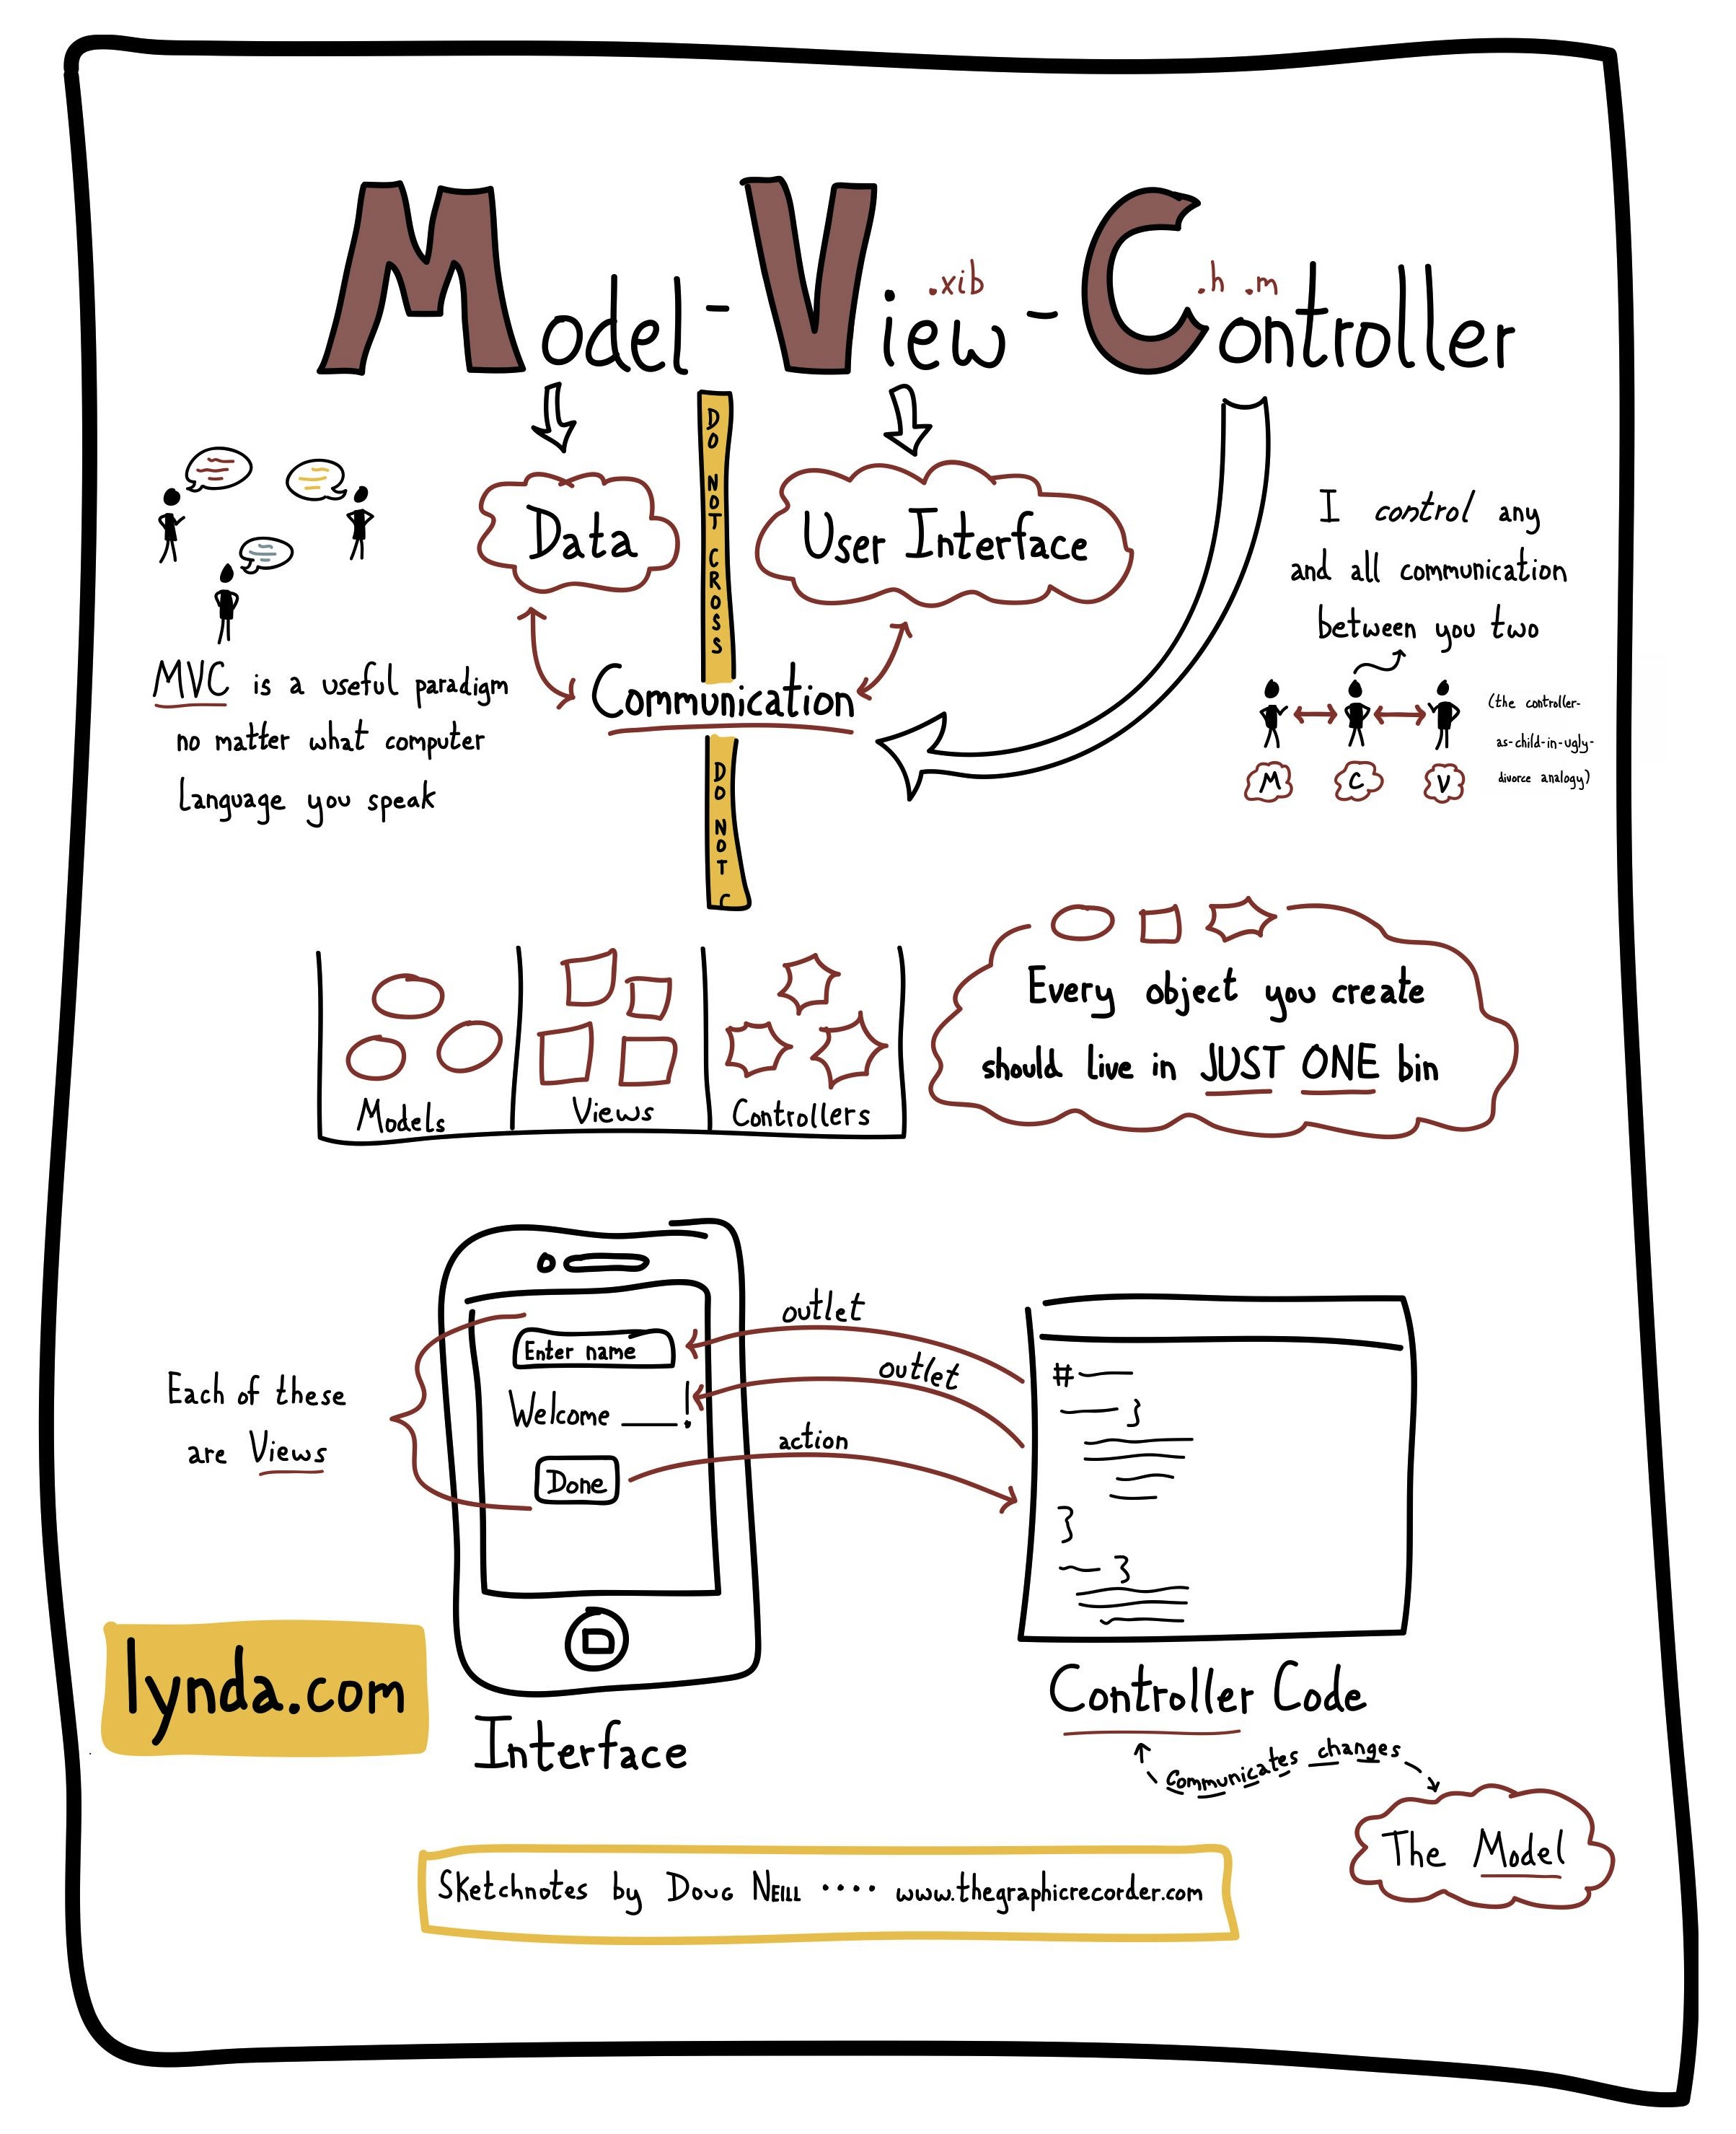 Model - View - Controller
.xib
.h .m
DO NOT CROSS
Data
User Interface
I control any
and all communication
between you two
MVC is a useful paradigm
no matter what computer
language you speak
Communication
(the controller-
as-child-in-ugly-
divorce analogy)
M C V
DO NOT C
Every object you create
should live in JUST ONE bin
Models Views Controllers
outlet
Enter name
outlet
Each of these
are Views
Welcome ____!
action
Done
#
}
}
}
lynda.com
Interface
Controller Code
communicates changes
The Model
Sketchnotes by Doug Neill .... www.thegraphicrecorder.com